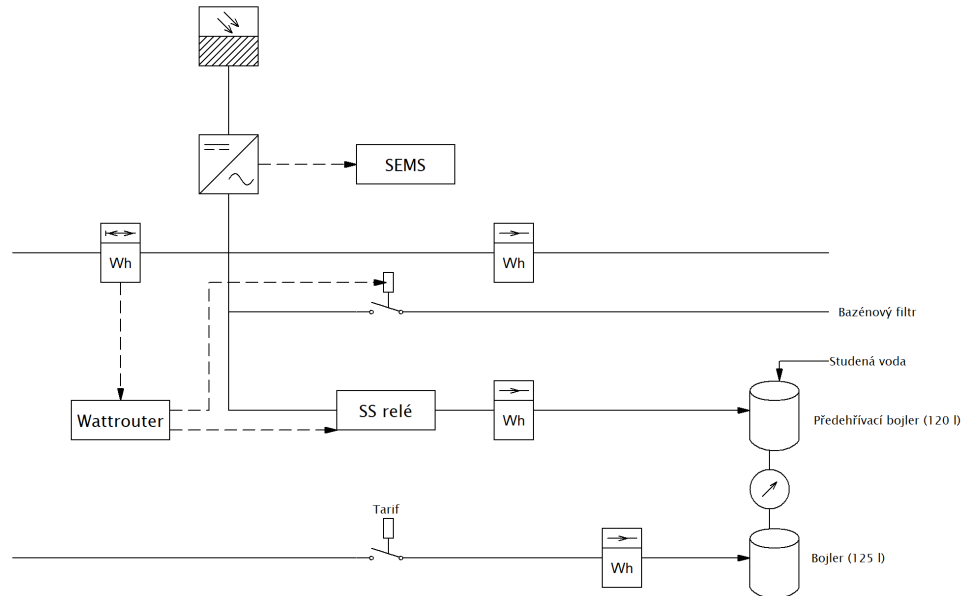 SEMS
Wh
Wh
Bazénový filtr
Studená voda
Wattrouter
SS relé
Wh
Předehřívací bojler (120 l)
Tarif
Wh
Bojler (125 l)